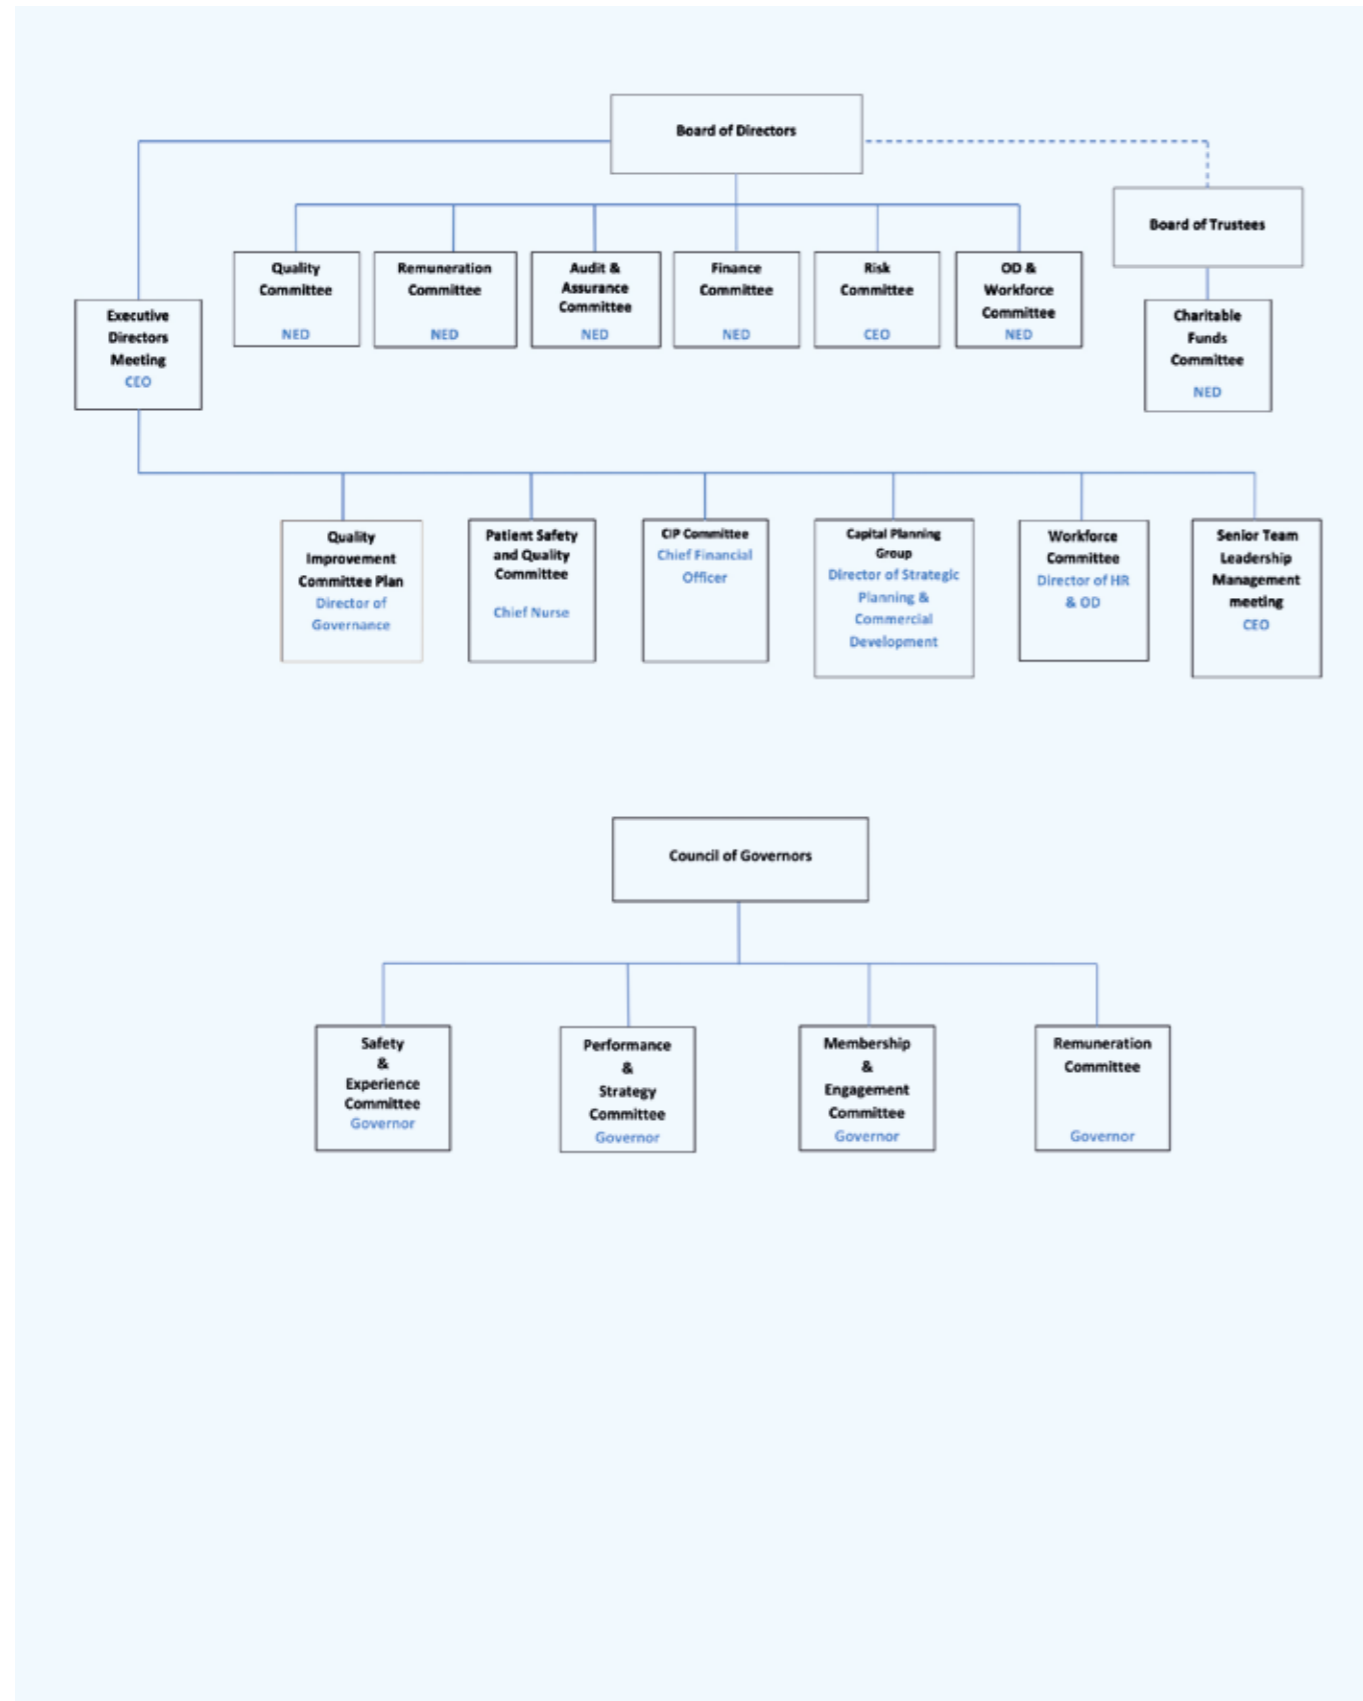 Board of Directors
Board of Trustees
Quality
Committee
NED
Remuneration
Committee
NED
Audit &
Assurance
Committee
NED
Finance
Committee
NED
Risk
Committee
CEO
OD &
Workforce
Committee
NED
Executive
Directors
Meeting
CEO
Charitable
Funds
Committee
NED
Quality
Improvement
Committee Plan
Director of
Governance
Patient Safety
and Quality
Committee
Chief Nurse
CIP Committee
Chief Financial
Officer
Capital Planning
Group
Director of Strategic
Planning &
Commercial
Development
Workforce
Committee
Director of HR
& OD
Senior Team
Leadership
Management
meeting
CEO
Council of Governors
Safety
&
Experience
Committee
Governor
Performance
&
Strategy
Committee
Governor
Membership
&
Engagement
Committee
Governor
Remuneration
Committee
Governor